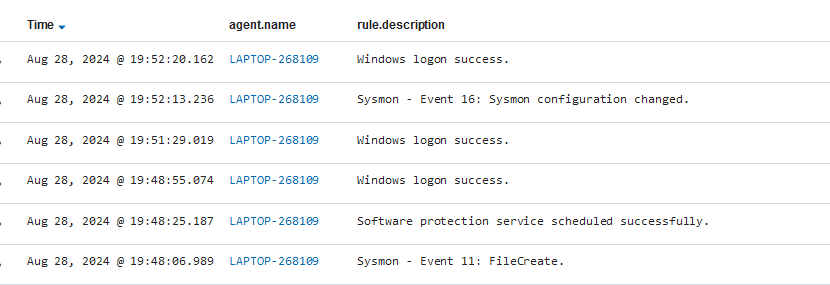 Time agent.name rule.description
Aug 28, 2024 @ 19:52:20.162 LAPTOP-268109 Windows logon success.
Aug 28, 2024 @ 19:52:13.236 LAPTOP-268109 Sysmon - Event 16: Sysmon configuration changed.
Aug 28, 2024 @ 19:51:29.019 LAPTOP-268109 Windows logon success.
Aug 28, 2024 @ 19:48:55.074 LAPTOP-268109 Windows logon success.
Aug 28, 2024 @ 19:48:25.187 LAPTOP-268109 Software protection service scheduled successfully.
Aug 28, 2024 @ 19:48:06.989 LAPTOP-268109 Sysmon - Event 11: FileCreate.